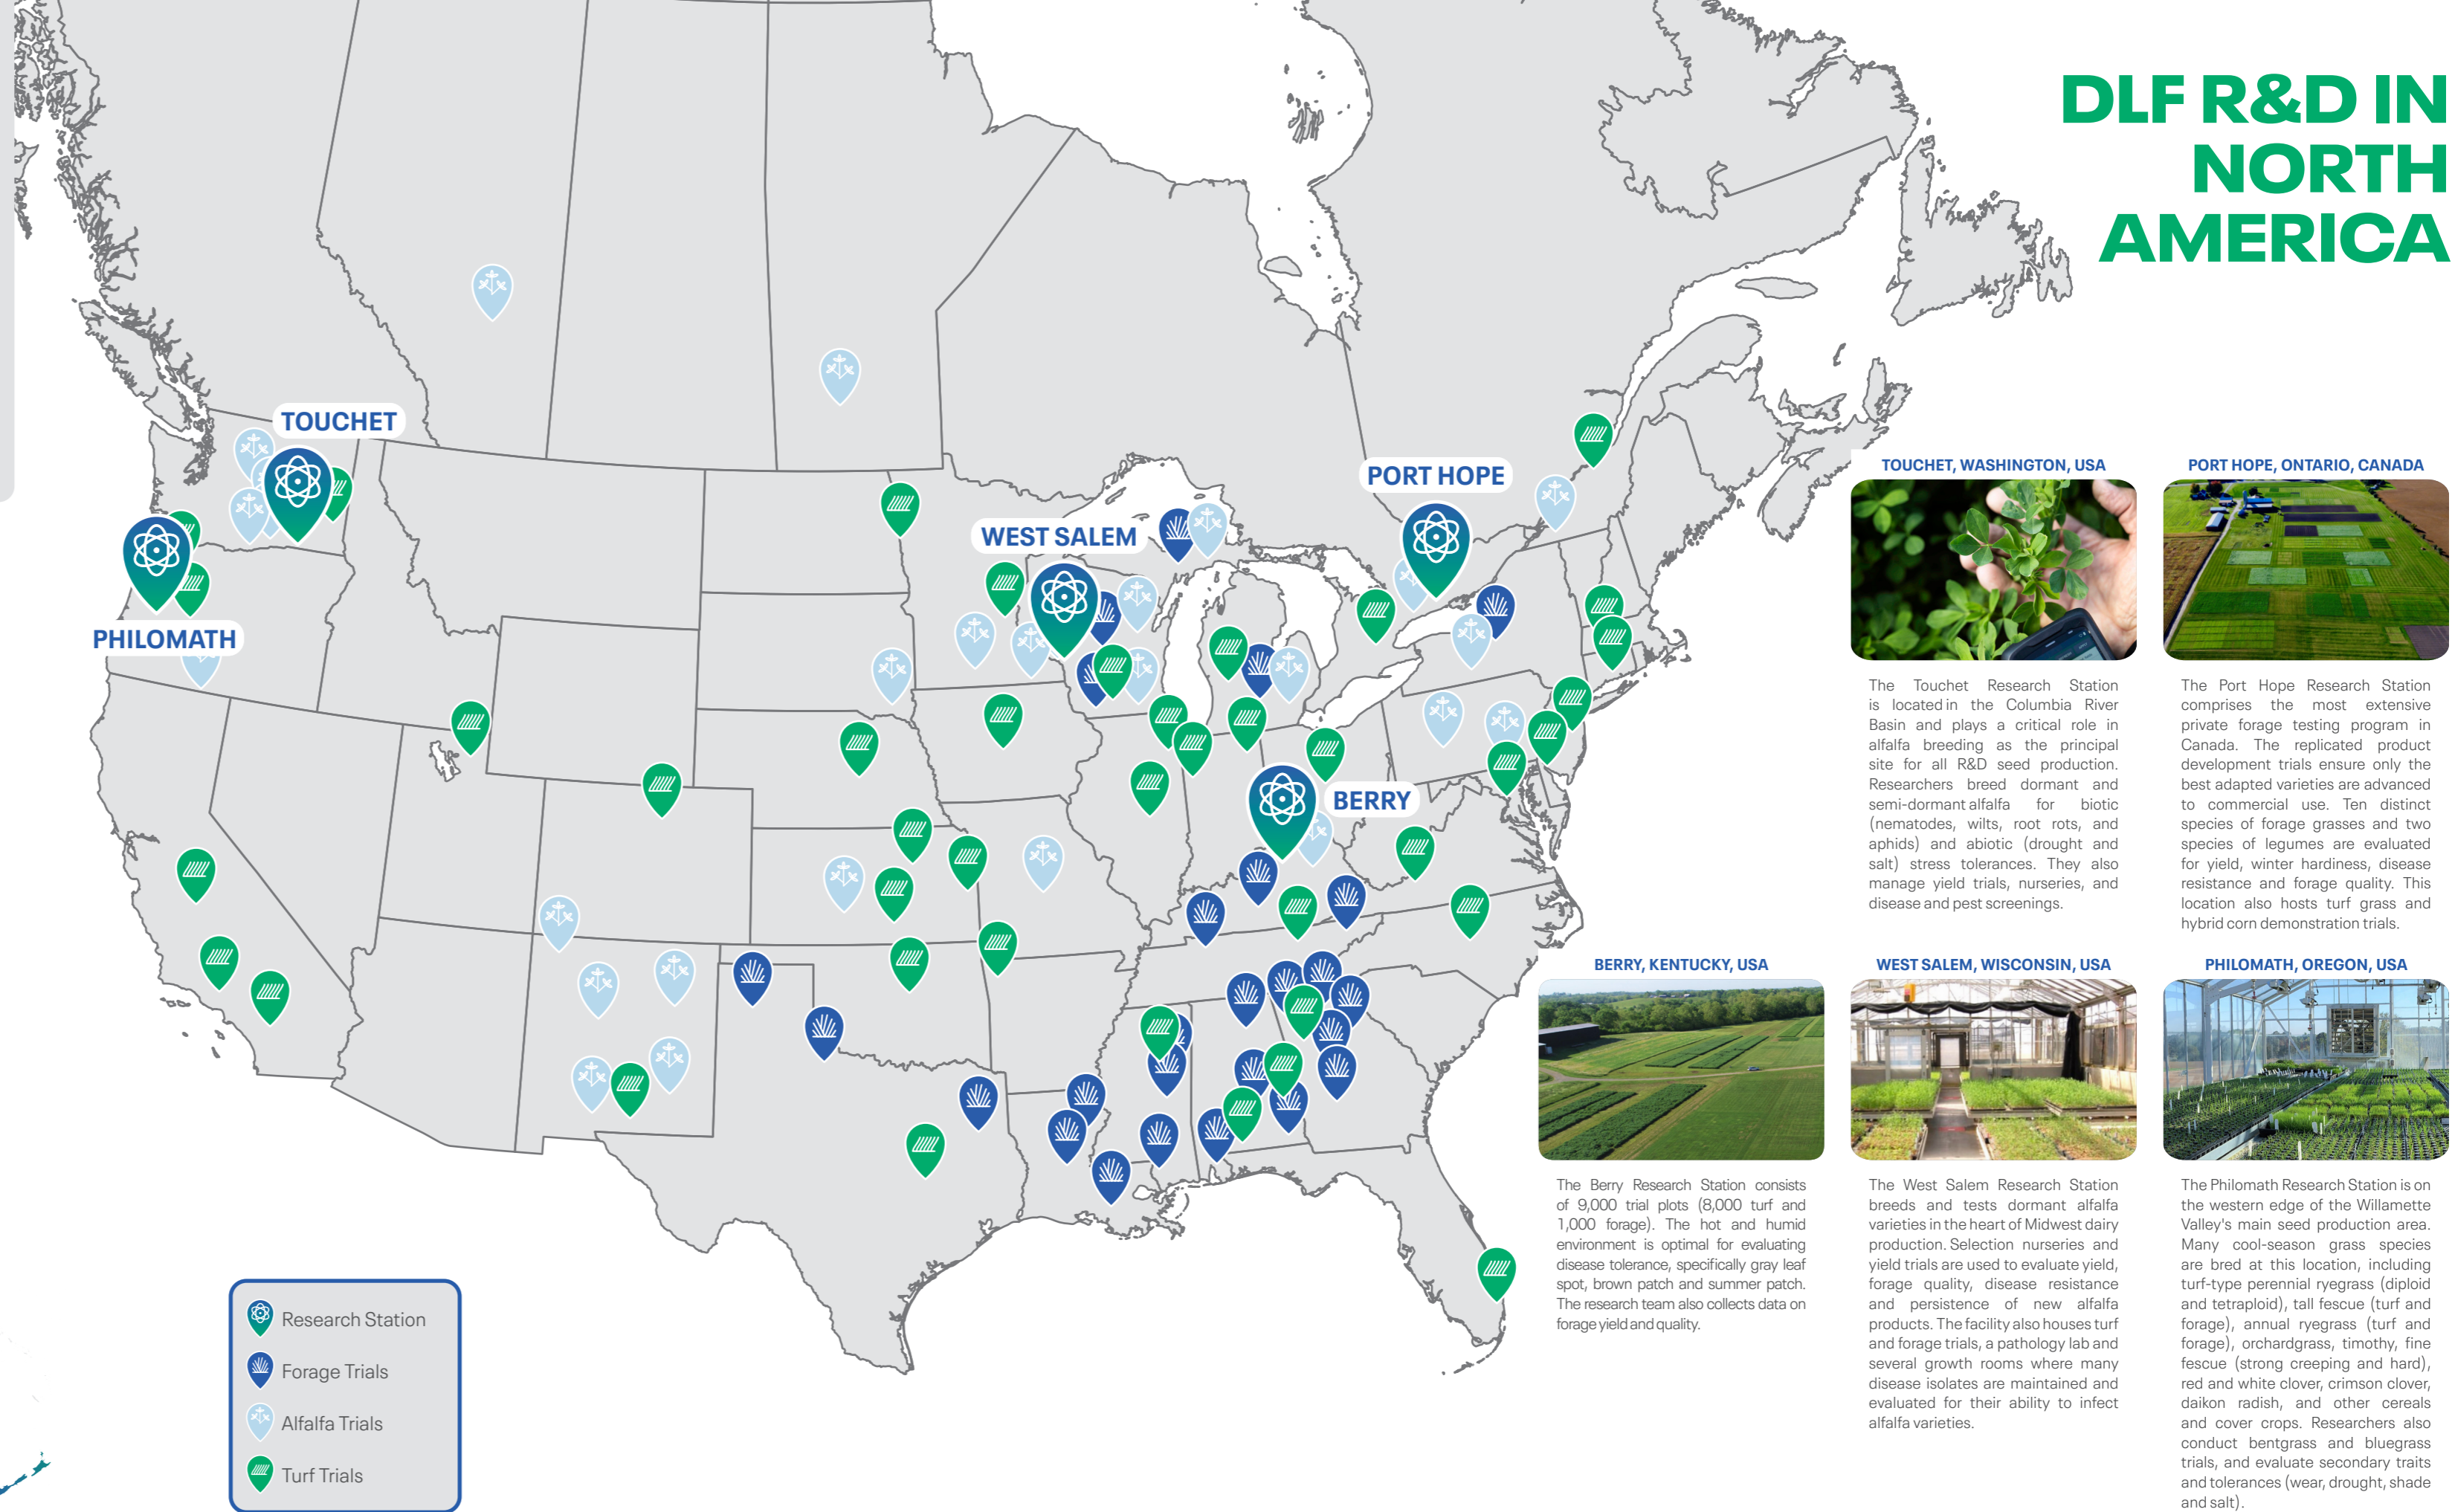 DLF R&D IN
NORTH
AMERICA
TOUCHET
PHILOMATH
WEST SALEM
PORT HOPE
BERRY
Research Station
Forage Trials
Alfalfa Trials
Turf Trials
TOUCHET, WASHINGTON, USA
The Touchet Research Station
is located in the Columbia River
Basin and plays a critical role in
alfalfa breeding as the principal
site for all R&D seed production.
Researchers breed dormant and
semi-dormant alfalfa for biotic
(nematodes, wilts, root rots, and
aphids) and abiotic (drought and
salt) stress tolerances. They also
manage yield trials, nurseries, and
disease and pest screenings.
PORT HOPE, ONTARIO, CANADA
The Port Hope Research Station
comprises the most extensive
private forage testing program in
Canada. The replicated product
development trials ensure only the
best adapted varieties are advanced
to commercial use. Ten distinct
species of forage grasses and two
species of legumes are evaluated
for yield, winter hardiness, disease
resistance and forage quality. This
location also hosts turf grass and
hybrid corn demonstration trials.
BERRY, KENTUCKY, USA
The Berry Research Station consists
of 9,000 trial plots (8,000 turf and
1,000 forage). The hot and humid
environment is optimal for evaluating
disease tolerance, specifically gray leaf
spot, brown patch and summer patch.
The research team also collects data on
forage yield and quality.
WEST SALEM, WISCONSIN, USA
The West Salem Research Station
breeds and tests dormant alfalfa
varieties in the heart of Midwest dairy
production. Selection nurseries and
yield trials are used to evaluate yield,
forage quality, disease resistance
and persistence of new alfalfa
products. The facility also houses turf
and forage trials, a pathology lab and
several growth rooms where many
disease isolates are maintained and
evaluated for their ability to infect
alfalfa varieties.
PHILOMATH, OREGON, USA
The Philomath Research Station is on
the western edge of the Willamette
Valley's main seed production area.
Many cool-season grass species
are bred at this location, including
turf-type perennial ryegrass (diploid
and tetraploid), tall fescue (turf and
forage), annual ryegrass (turf and
forage), orchardgrass, timothy, fine
fescue (strong creeping and hard),
red and white clover, crimson clover,
daikon radish, and other cereals
and cover crops. Researchers also
conduct bentgrass and bluegrass
trials, and evaluate secondary traits
and tolerances (wear, drought, shade
and salt).